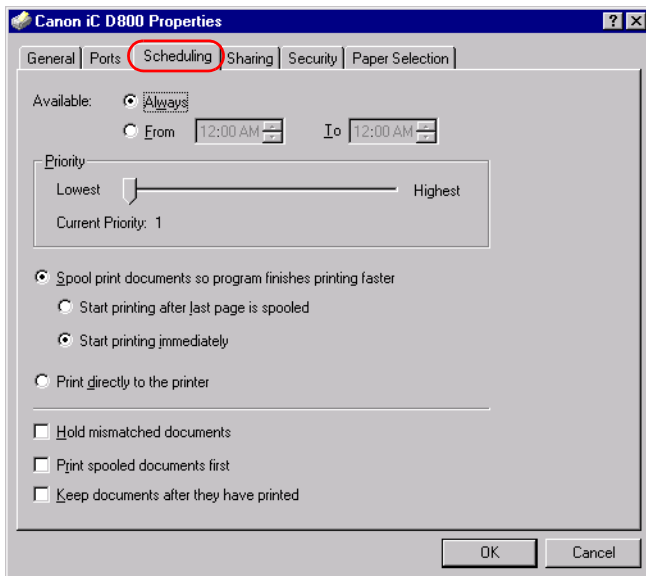 Canon iC D800 Properties
General Ports Scheduling Sharing Security Paper Selection
Available: Always
From 12:00 AM To 12:00 AM
Priority
Lowest Highest
Current Priority: 1
Spool print documents so program finishes printing faster
Start printing after last page is spooled
Start printing immediately
Print directly to the printer
Hold mismatched documents
Print spooled documents first
Keep documents after they have printed
OK Cancel